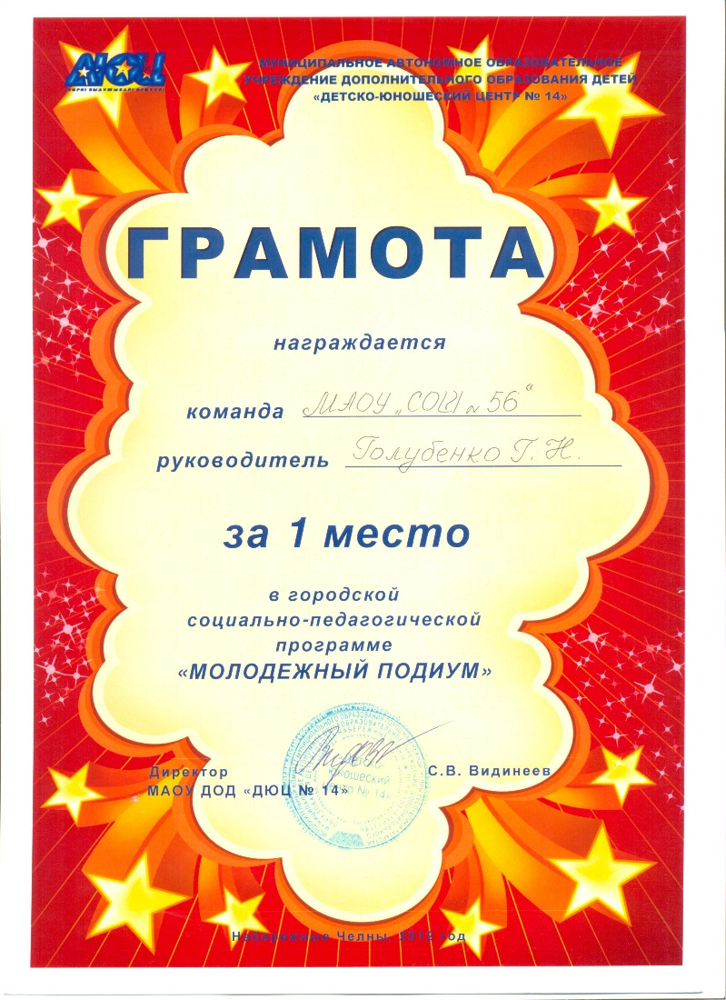 ДЮЦ
МУНИЦИПАЛЬНОЕ АВТОНОМНОЕ ОБРАЗОВАТЕЛЬНОЕ
УЧРЕЖДЕНИЕ ДОПОЛНИТЕЛЬНОГО ОБРАЗОВАНИЯ ДЕТЕЙ
«ДЕТСКО-ЮНОШЕСКИЙ ЦЕНТР № 14»
ГРАМОТА
награждается
команда МАОУ „СОШ № 56“
руководитель Голубенко Г. Н.
за 1 место
в городской
социально-педагогической
программе
«МОЛОДЕЖНЫЙ ПОДИУМ»
Директор С.В. Видинеев
МАОУ ДОД «ДЮЦ № 14»
Набережные Челны, 2012 год